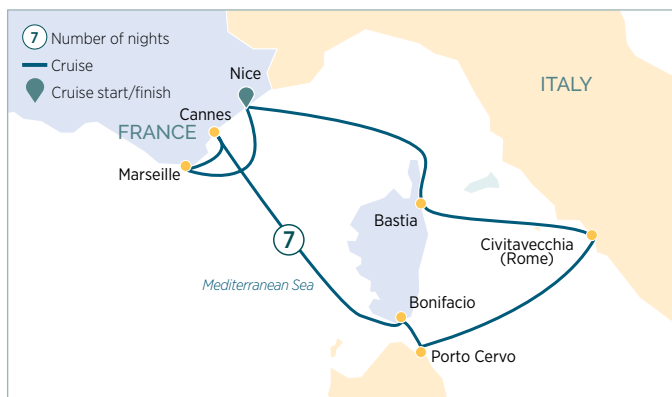 7 Number of nights
Cruise
Cruise start/finish
Nice
ITALY
Cannes
FRANCE
Marseille
Bastia
Civitavecchia
(Rome)
7
Mediterranean Sea
Bonifacio
Porto Cervo